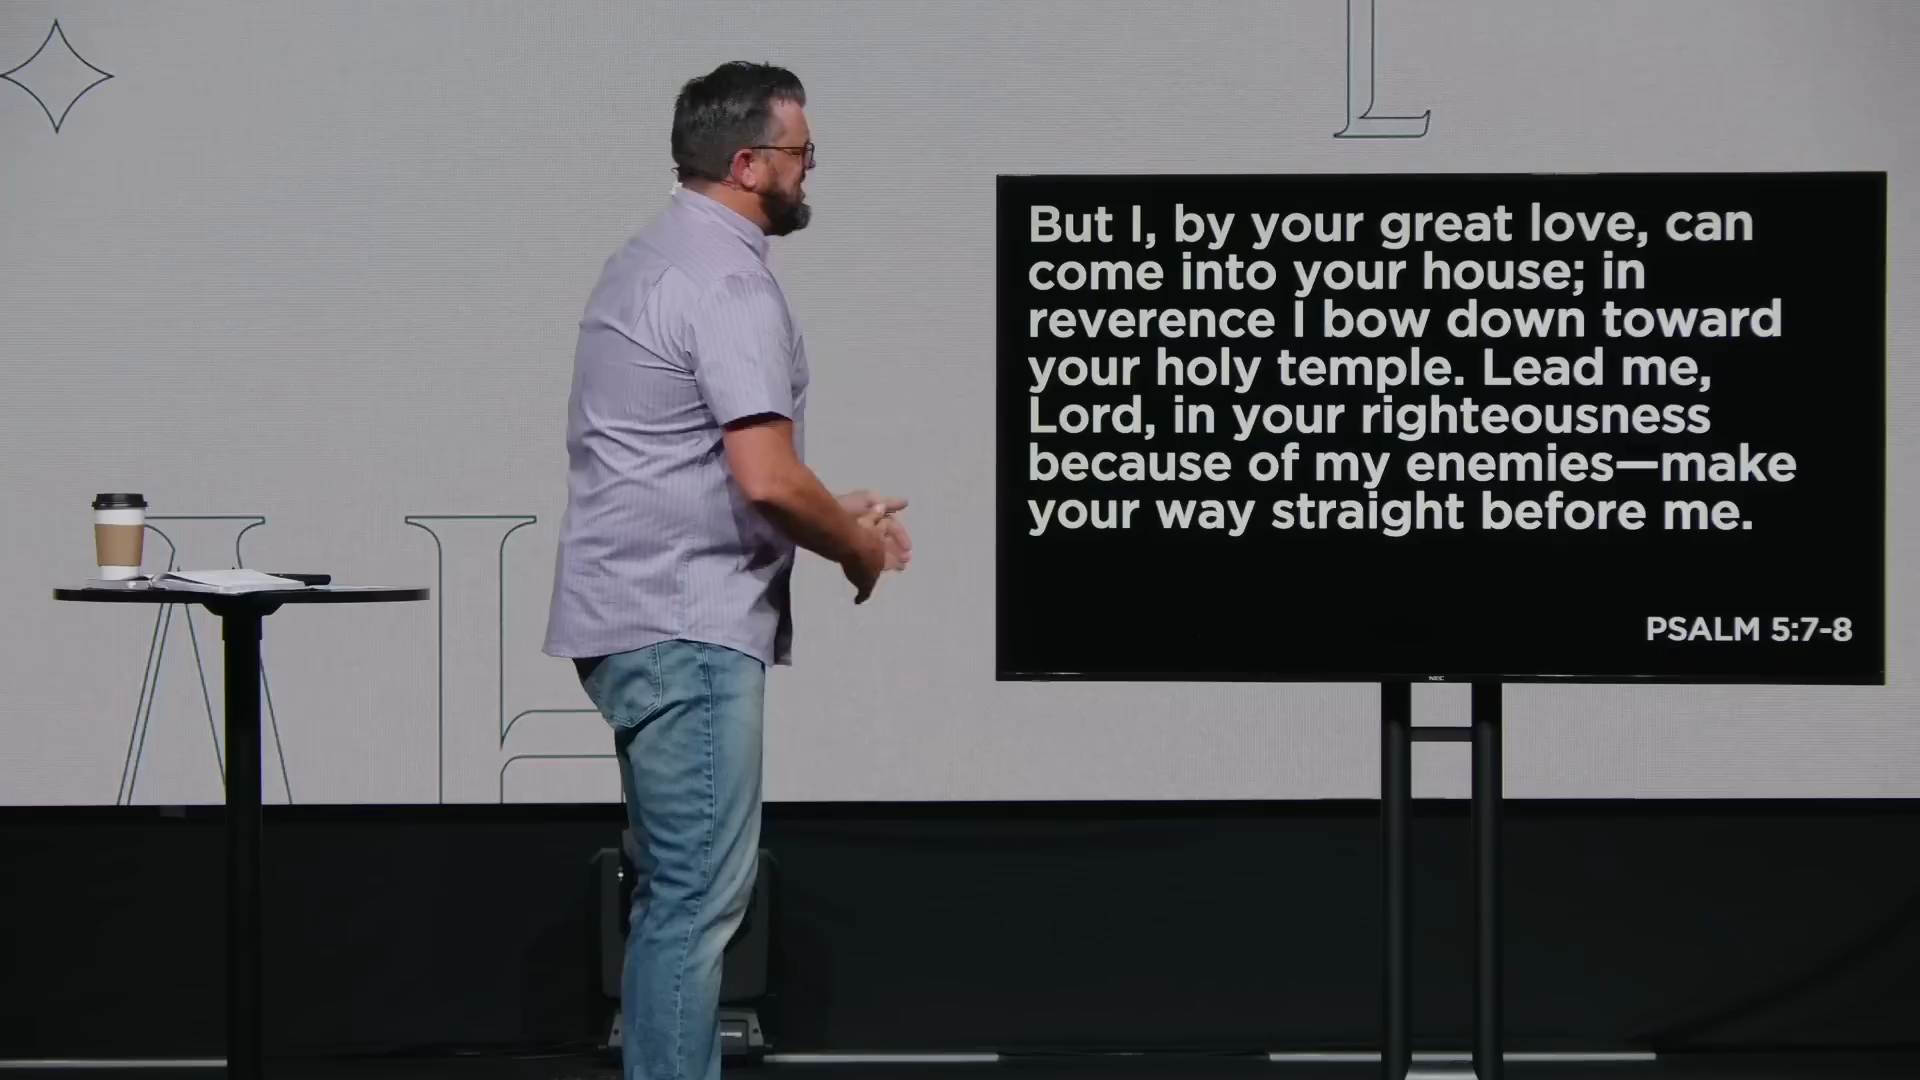 L
But I, by your great love, can
come into your house; in
reverence I bow down toward
your holy temple. Lead me,
Lord, in your righteousness
because of my enemies—make
your way straight before me.
PSALM 5:7-8
NEC